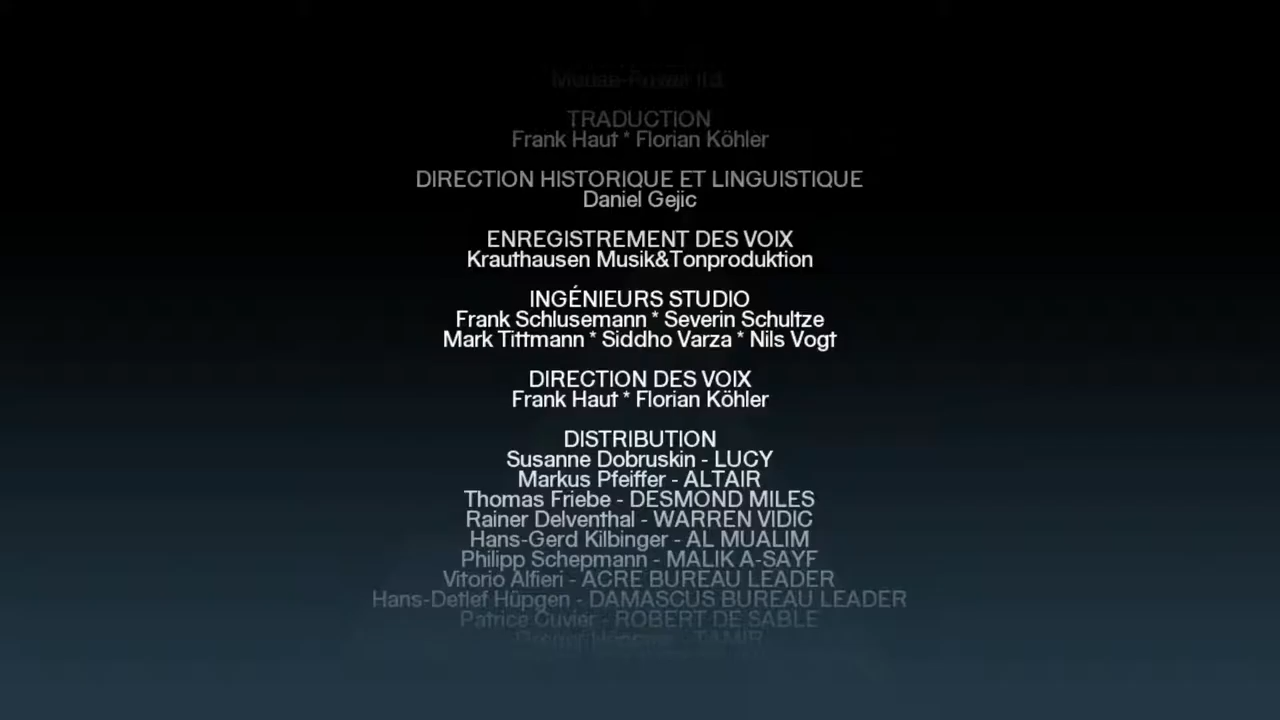 TRADUCTION
Frank Haut * Florian Köhler
DIRECTION HISTORIQUE ET LINGUISTIQUE
Daniel Gejic
ENREGISTREMENT DES VOIX
Krauthausen Musik&Tonproduktion
INGÉNIEURS STUDIO
Frank Schlusemann * Severin Schultze
Mark Tittmann * Siddho Varza * Nils Vogt
DIRECTION DES VOIX
Frank Haut * Florian Köhler
DISTRIBUTION
Susanne Dobruskin - LUCY
Markus Pfeiffer - ALTAIR
Thomas Friebe - DESMOND MILES
Rainer Delventhal - WARREN VIDIC
Hans-Gerd Kilbinger - AL MUALIM
Philipp Schepmann - MALIK A-SAYF
Vitorio Alfieri - ACRE BUREAU LEADER
Hans-Detlef Hüpgen - DAMASCUS BUREAU LEADER
Patrice Cuvier - ROBERT DE SABLE
- TAMIR